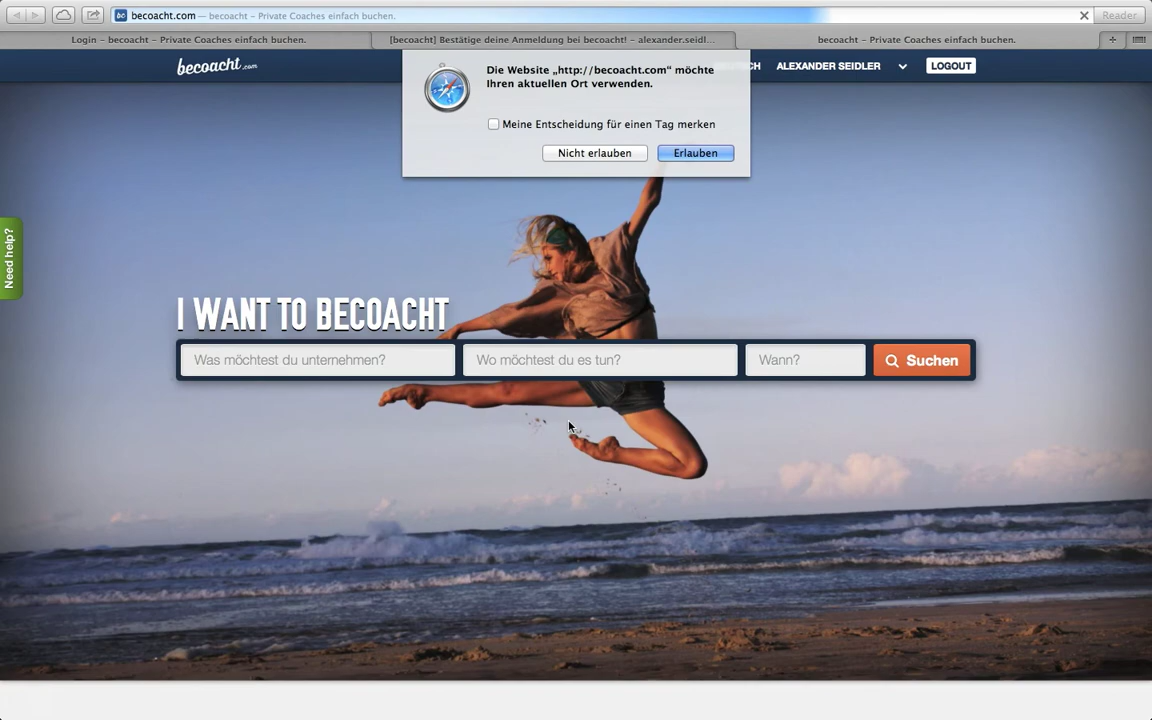 becoacht.com — becoacht – Private Coaches einfach buchen.
Reader
Login – becoacht – Private Coaches einfach buchen.
[becoacht] Bestätige deine Anmeldung bei becoacht! – alexander.seidl...
becoacht – Private Coaches einfach buchen.
becoacht.com
ALEXANDER SEIDLER
LOGOUT
Die Website „http://becoacht.com“ möchte
Ihren aktuellen Ort verwenden.
Meine Entscheidung für einen Tag merken
Nicht erlauben
Erlauben
Need help?
I WANT TO BECOACHT
Was möchtest du unternehmen?
Wo möchtest du es tun?
Wann?
Suchen